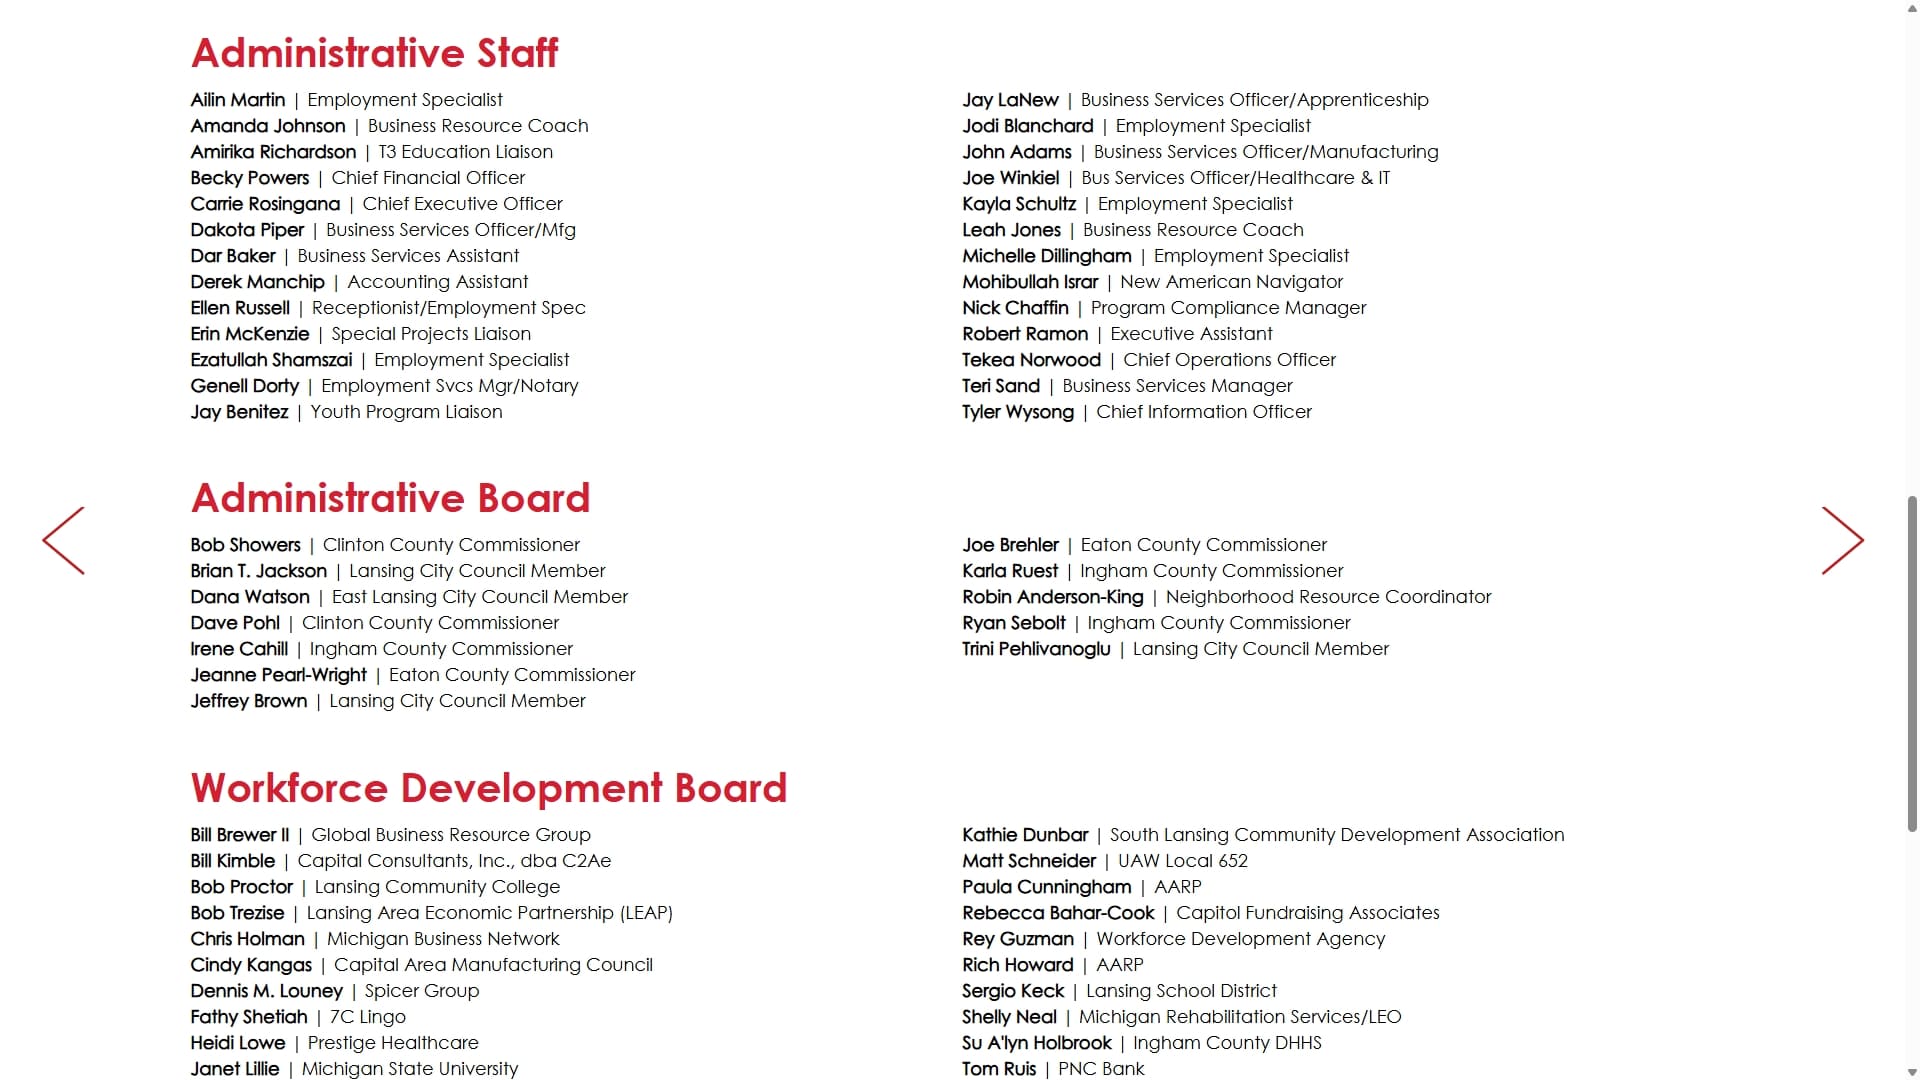 Administrative Staff
Ailin Martin | Employment Specialist
Amanda Johnson | Business Resource Coach
Amirika Richardson | T3 Education Liaison
Becky Powers | Chief Financial Officer
Carrie Rosingana | Chief Executive Officer
Dakota Piper | Business Services Officer/Mfg
Dar Baker | Business Services Assistant
Derek Manchip | Accounting Assistant
Ellen Russell | Receptionist/Employment Spec
Erin McKenzie | Special Projects Liaison
Ezatullah Shamszai | Employment Specialist
Genell Dorty | Employment Svcs Mgr/Notary
Jay Benitez | Youth Program Liaison
Jay LaNew | Business Services Officer/Apprenticeship
Jodi Blanchard | Employment Specialist
John Adams | Business Services Officer/Manufacturing
Joe Winkiel | Bus Services Officer/Healthcare & IT
Kayla Schultz | Employment Specialist
Leah Jones | Business Resource Coach
Michelle Dillingham | Employment Specialist
Mohibullah Israr | New American Navigator
Nick Chaffin | Program Compliance Manager
Robert Ramon | Executive Assistant
Tekea Norwood | Chief Operations Officer
Teri Sand | Business Services Manager
Tyler Wysong | Chief Information Officer
Administrative Board
Bob Showers | Clinton County Commissioner
Brian T. Jackson | Lansing City Council Member
Dana Watson | East Lansing City Council Member
Dave Pohl | Clinton County Commissioner
Irene Cahill | Ingham County Commissioner
Jeanne Pearl-Wright | Eaton County Commissioner
Jeffrey Brown | Lansing City Council Member
Joe Brehler | Eaton County Commissioner
Karla Ruest | Ingham County Commissioner
Robin Anderson-King | Neighborhood Resource Coordinator
Ryan Sebolt | Ingham County Commissioner
Trini Pehlivanoglu | Lansing City Council Member
Workforce Development Board
Bill Brewer II | Global Business Resource Group
Bill Kimble | Capital Consultants, Inc., dba C2Ae
Bob Proctor | Lansing Community College
Bob Trezise | Lansing Area Economic Partnership (LEAP)
Chris Holman | Michigan Business Network
Cindy Kangas | Capital Area Manufacturing Council
Dennis M. Louney | Spicer Group
Fathy Shetiah | 7C Lingo
Heidi Lowe | Prestige Healthcare
Janet Lillie | Michigan State University
Kathie Dunbar | South Lansing Community Development Association
Matt Schneider | UAW Local 652
Paula Cunningham | AARP
Rebecca Bahar-Cook | Capitol Fundraising Associates
Rey Guzman | Workforce Development Agency
Rich Howard | AARP
Sergio Keck | Lansing School District
Shelly Neal | Michigan Rehabilitation Services/LEO
Su A'lyn Holbrook | Ingham County DHHS
Tom Ruis | PNC Bank